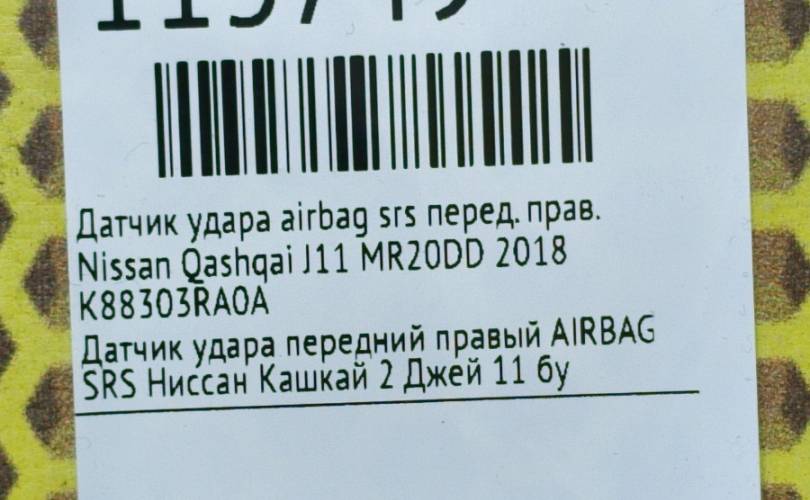 Датчик удара airbag srs перед. прав.
Nissan Qashqai J11 MR20DD 2018
K88303RA0A
Датчик удара передний правый AIRBAG
SRS Ниссан Кашкай 2 Джей 11 бу